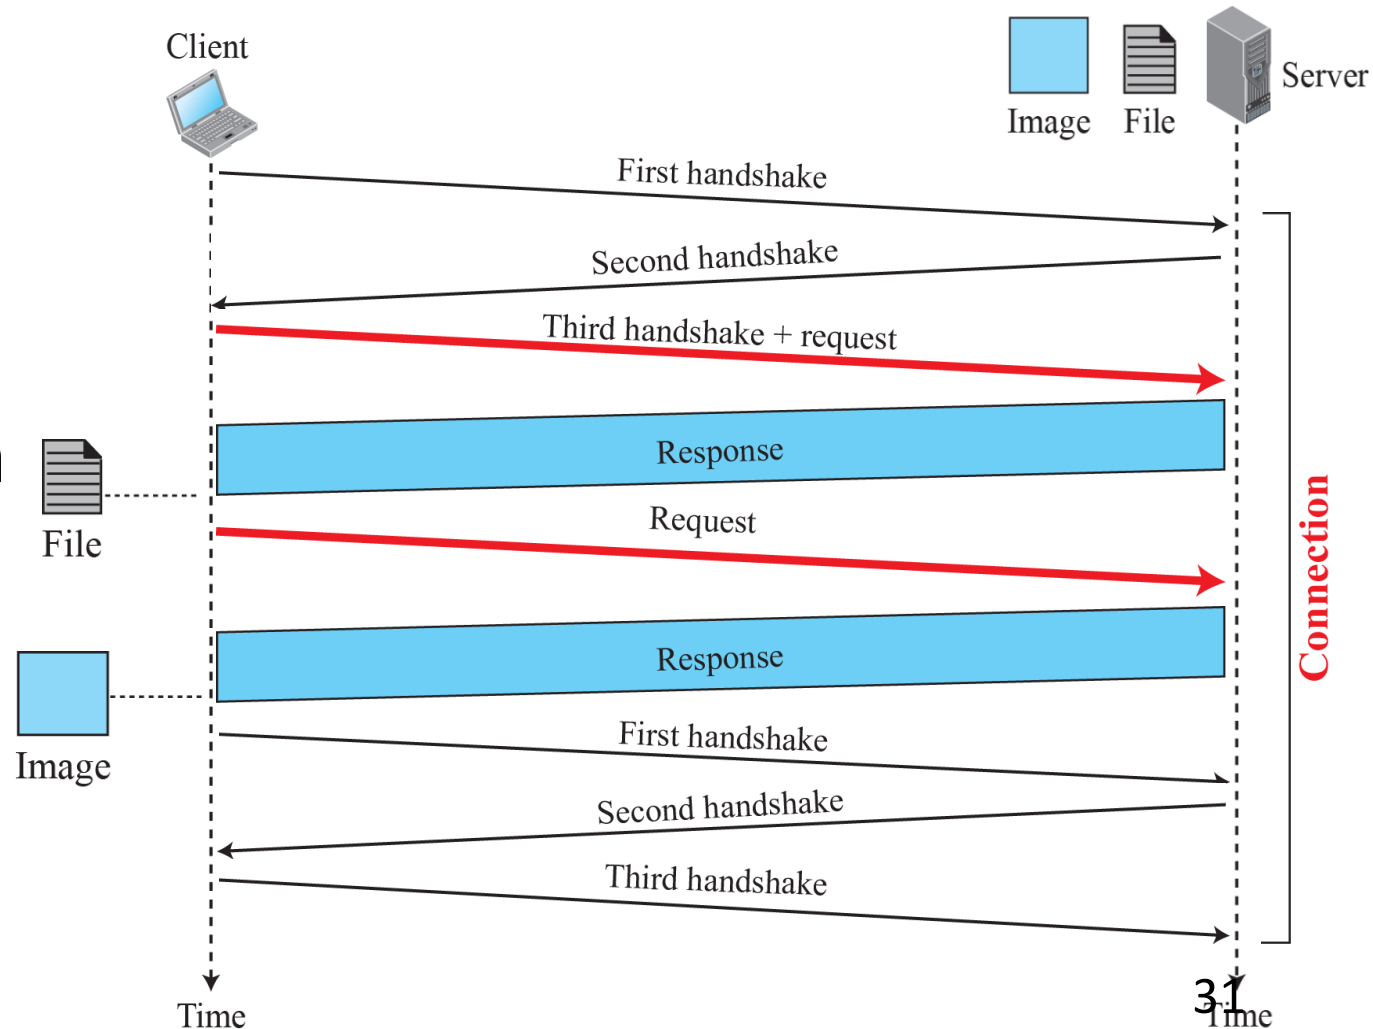 Client
Server
Image
File
First handshake
Second handshake
Third handshake + request
Response
File
Request
Connection
Response
Image
First handshake
Second handshake
Third handshake
31
Time
Time